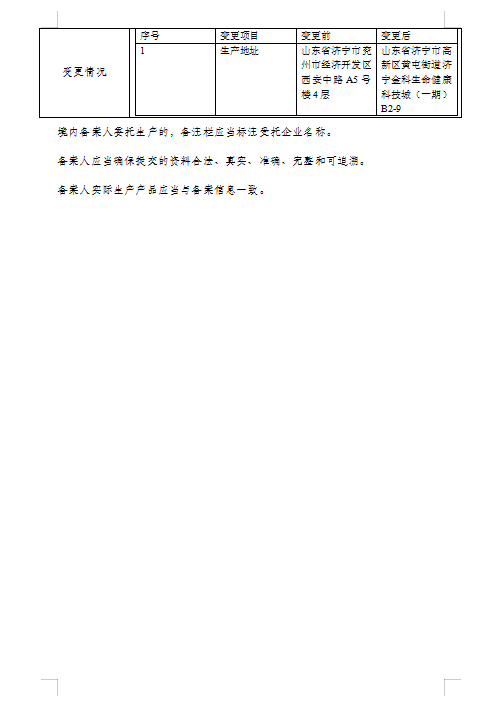 变更情况
序号 变更项目 变更前 变更后
1 生产地址 山东省济宁市兖 山东省济宁市高
州市经济开发区 新区黄屯街道济
西安中路 A5 号 宁金科生命健康
楼 4 层 科技城（一期）
B2-9
境内备案人委托生产的，备注栏应当标注受托企业名称。
备案人应当确保提交的资料合法、真实、准确、完整和可追溯。
备案人实际生产产品应当与备案信息一致。